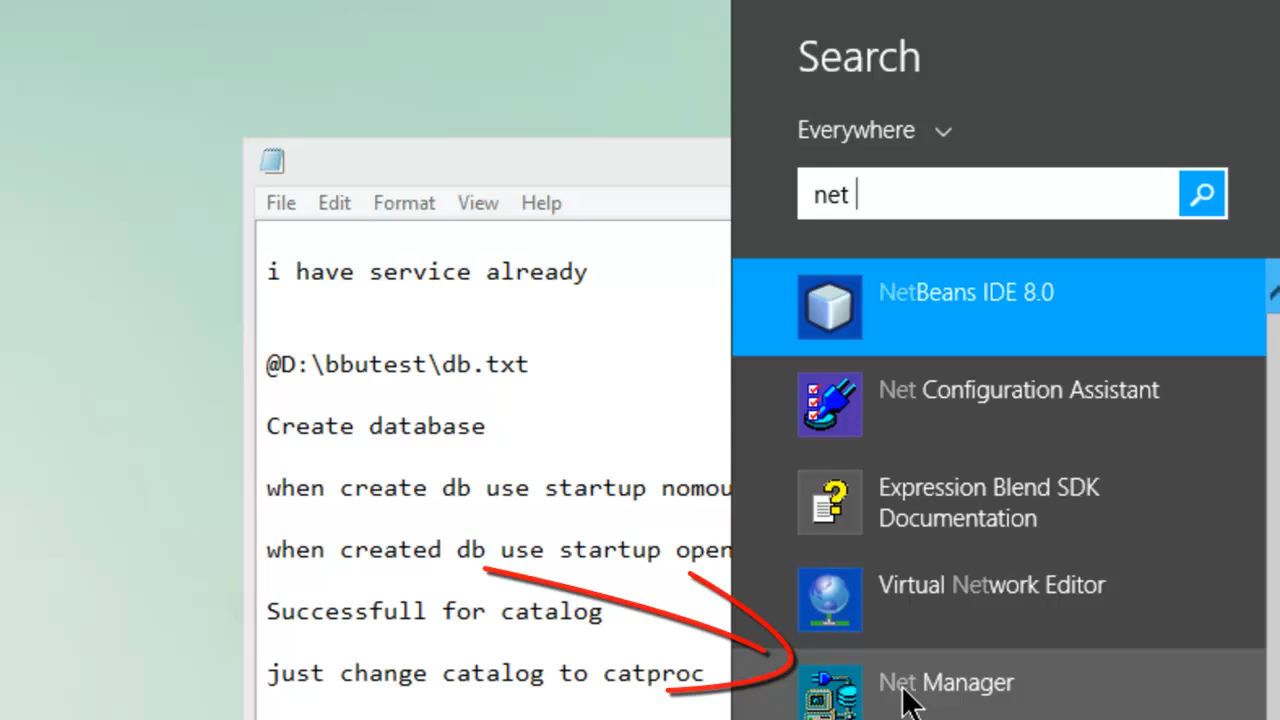 Search
Everywhere
net
File Edit Format View Help
i have service already
@D:\bbutest\db.txt
Create database
when create db use startup nomou
when created db use startup open
Successfull for catalog
just change catalog to catproc
NetBeans IDE 8.0
Net Configuration Assistant
Expression Blend SDK
Documentation
Virtual Network Editor
Net Manager